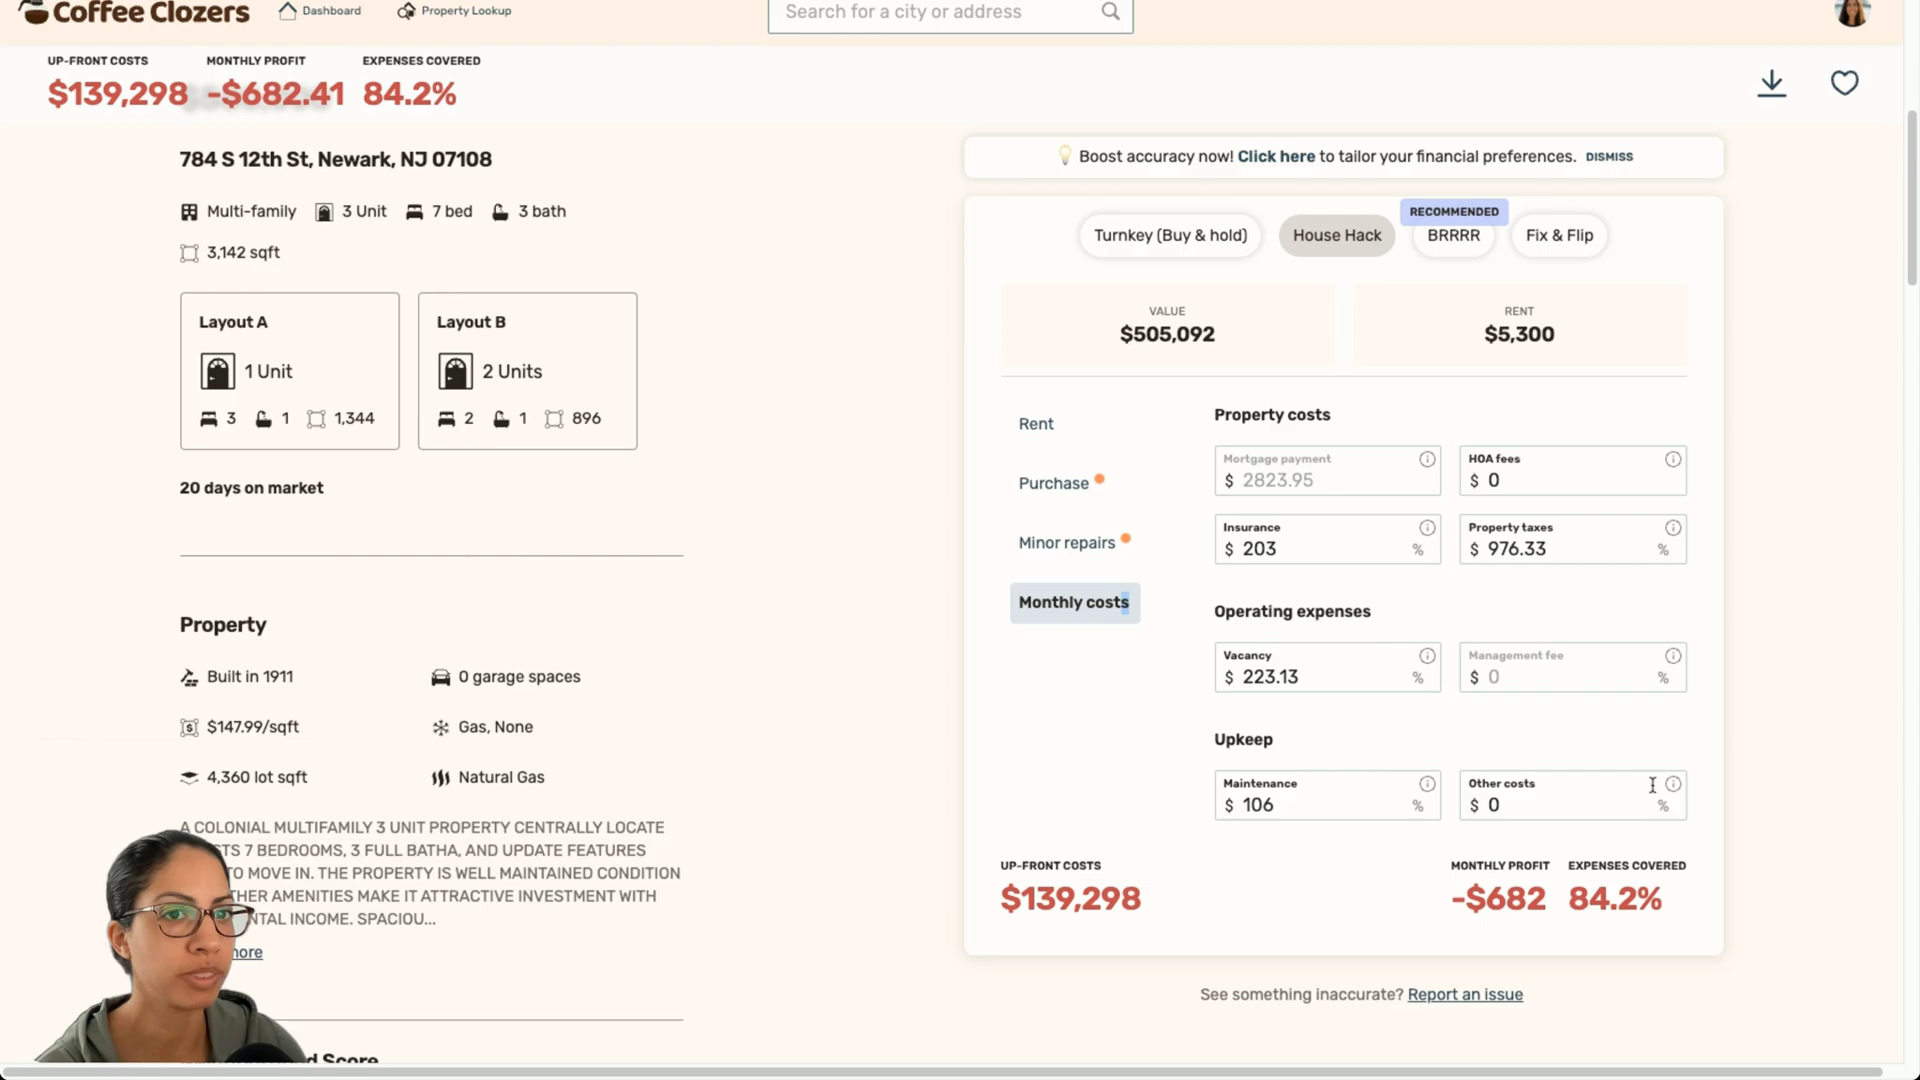 Coffee Clozers
Dashboard
Property Lookup
Search for a city or address
UP-FRONT COSTS
MONTHLY PROFIT
EXPENSES COVERED
$139,298
-$682.41
84.2%
784 S 12th St, Newark, NJ 07108
Multi-family
3 Unit
7 bed
3 bath
3,142 sqft
Layout A
1 Unit
3
1
1,344
Layout B
2 Units
2
1
896
20 days on market
Property
Built in 1911
0 garage spaces
$147.99/sqft
Gas, None
4,360 lot sqft
Natural Gas
A COLONIAL MULTIFAMILY 3 UNIT PROPERTY CENTRALLY LOCATE
7 BEDROOMS, 3 FULL BATHA, AND UPDATE FEATURES
TO MOVE IN. THE PROPERTY IS WELL MAINTAINED CONDITION
AMENITIES MAKE IT ATTRACTIVE INVESTMENT WITH
INCOME. SPACIOU...
more
Score
Boost accuracy now! Click here to tailor your financial preferences. DISMISS
RECOMMENDED
Turnkey (Buy & hold)
House Hack
BRRRR
Fix & Flip
VALUE
$505,092
RENT
$5,300
Rent
Purchase
Minor repairs
Monthly costs
Property costs
Mortgage payment
$ 2823.95
HOA fees
$ 0
Insurance
$ 203 %
Property taxes
$ 976.33 %
Operating expenses
Vacancy
$ 223.13 %
Management fee
$ 0 %
Upkeep
Maintenance
$ 106 %
Other costs
$ 0 %
UP-FRONT COSTS
$139,298
MONTHLY PROFIT
-$682
EXPENSES COVERED
84.2%
See something inaccurate? Report an issue